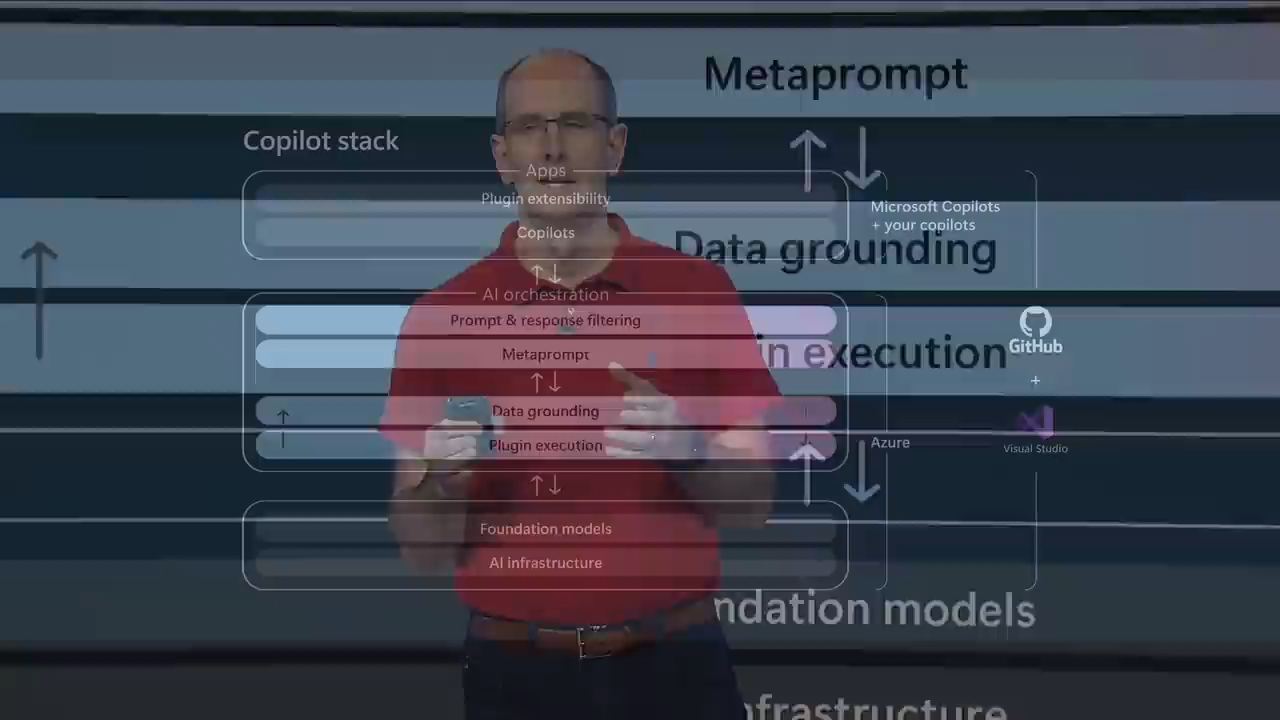 Metaprompt
Copilot stack
Apps
Plugin extensibility
Copilots
Microsoft Copilots
+ your copilots
Data grounding
AI orchestration
Prompt & response filtering
Metaprompt
in execution
GitHub
+
Data grounding
Plugin execution
Azure
Visual Studio
Foundation models
AI infrastructure
ndation models
nfrastructure